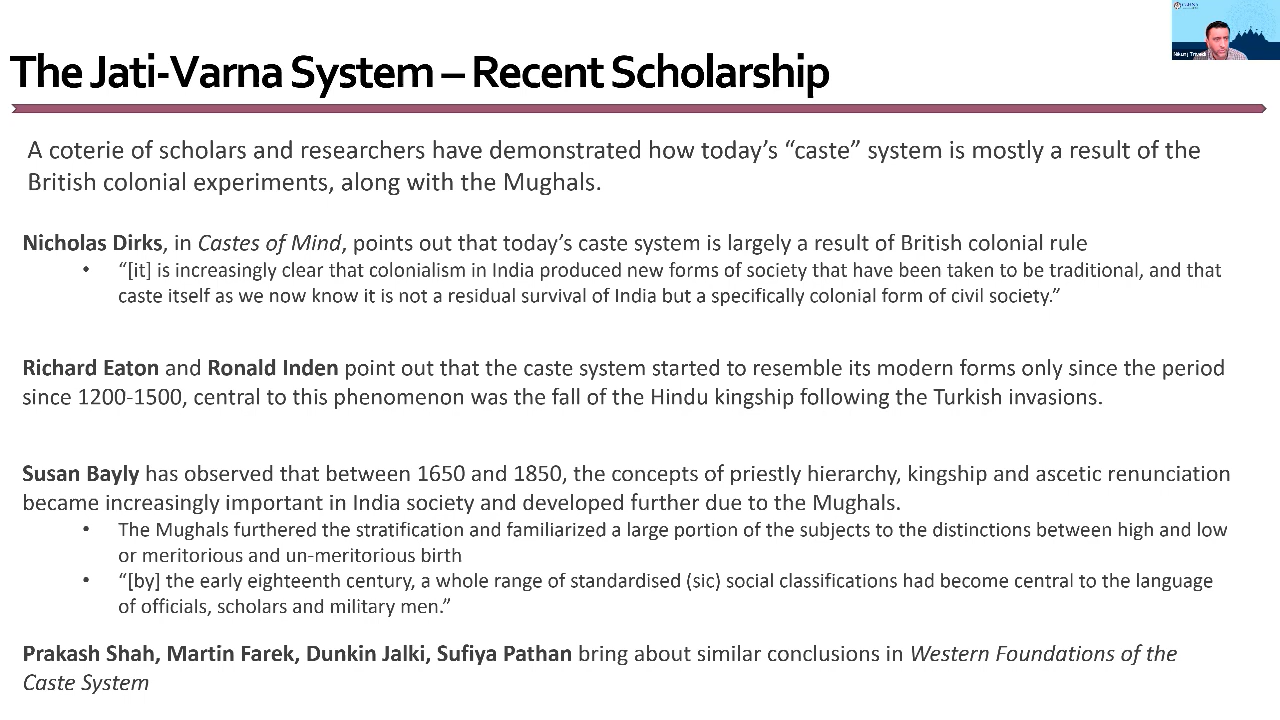 The Jati-Varna System – Recent Scholarship
A coterie of scholars and researchers have demonstrated how today’s “caste” system is mostly a result of the
British colonial experiments, along with the Mughals.
Nicholas Dirks, in Castes of Mind, points out that today’s caste system is largely a result of British colonial rule
• “[it] is increasingly clear that colonialism in India produced new forms of society that have been taken to be traditional, and that
caste itself as we now know it is not a residual survival of India but a specifically colonial form of civil society.”
Richard Eaton and Ronald Inden point out that the caste system started to resemble its modern forms only since the period
since 1200-1500, central to this phenomenon was the fall of the Hindu kingship following the Turkish invasions.
Susan Bayly has observed that between 1650 and 1850, the concepts of priestly hierarchy, kingship and ascetic renunciation
became increasingly important in India society and developed further due to the Mughals.
• The Mughals furthered the stratification and familiarized a large portion of the subjects to the distinctions between high and low
or meritorious and un-meritorious birth
• “[by] the early eighteenth century, a whole range of standardised (sic) social classifications had become central to the language
of officials, scholars and military men.”
Prakash Shah, Martin Farek, Dunkin Jalki, Sufiya Pathan bring about similar conclusions in Western Foundations of the
Caste System